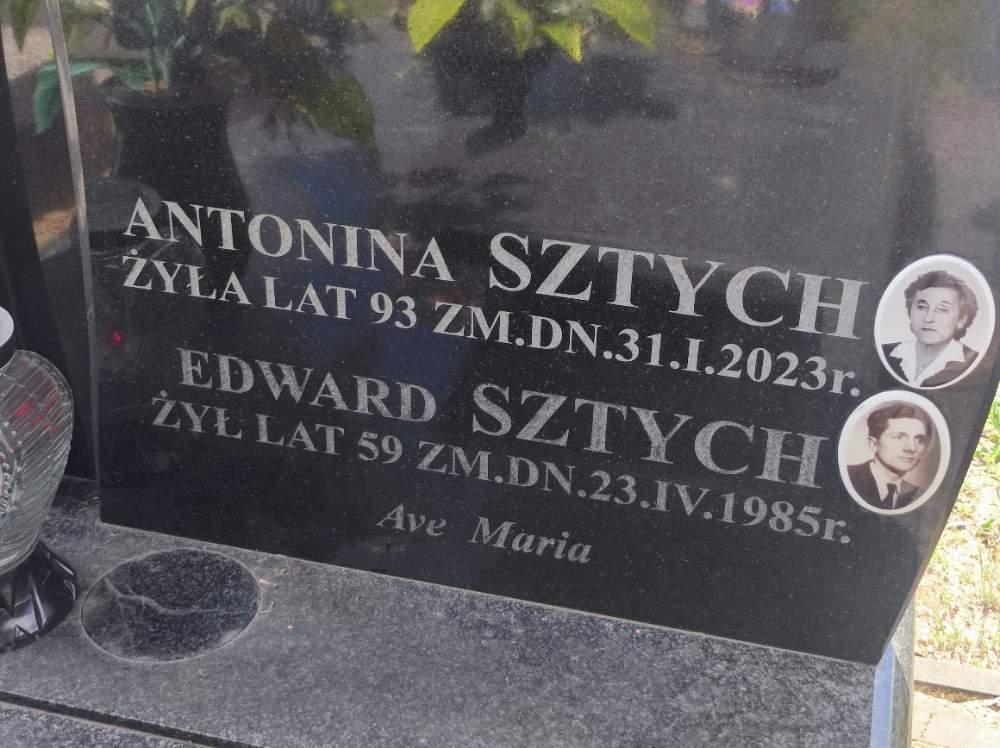 ANTONINA SZTYCH
ŻYŁA LAT 93 ZM.DN.31.I.2023r.
EDWARD SZTYCH
ŻYŁ LAT 59 ZM.DN.23.IV.1985r.
Ave Maria